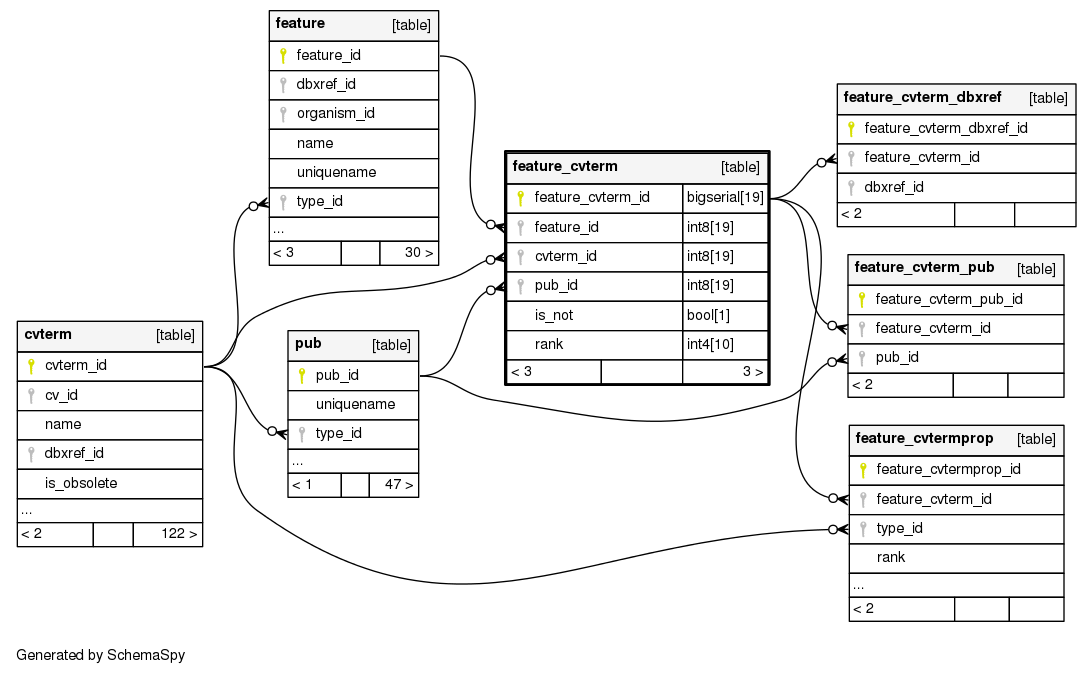 feature [table]
feature_id
dbxref_id
organism_id
name
uniquename
type_id
...
< 3 30 >
feature_cvterm_dbxref [table]
feature_cvterm_dbxref_id
feature_cvterm_id
dbxref_id
< 2
feature_cvterm [table]
feature_cvterm_id bigserial[19]
feature_id int8[19]
cvterm_id int8[19]
pub_id int8[19]
is_not bool[1]
rank int4[10]
< 3 3 >
feature_cvterm_pub [table]
feature_cvterm_pub_id
feature_cvterm_id
pub_id
< 2
cvterm [table]
cvterm_id
cv_id
name
dbxref_id
is_obsolete
...
< 2 122 >
pub [table]
pub_id
uniquename
type_id
...
< 1 47 >
feature_cvtermprop [table]
feature_cvtermprop_id
feature_cvterm_id
type_id
rank
...
< 2
Generated by SchemaSpy